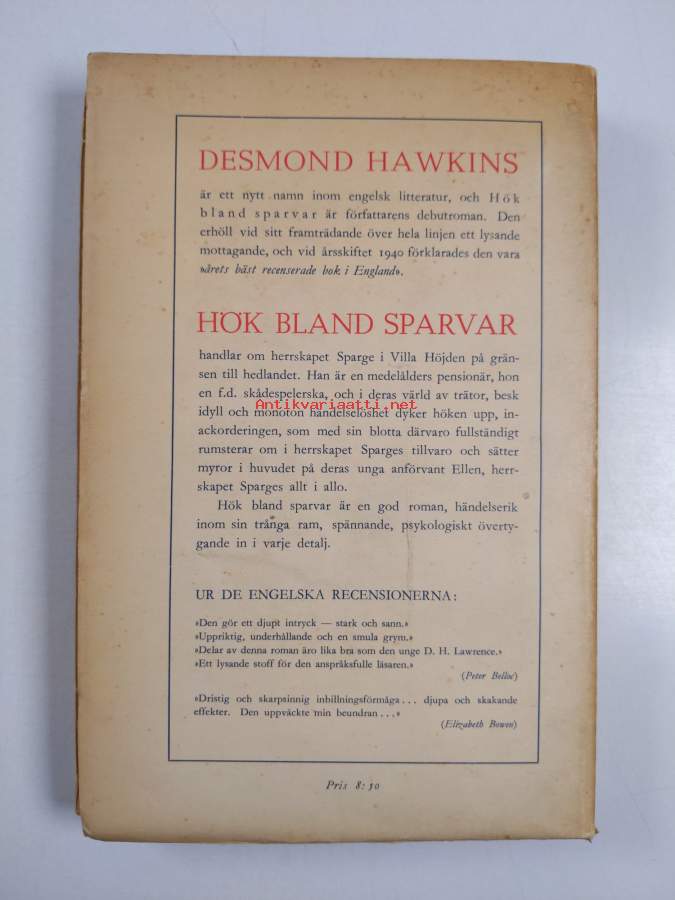 DESMOND HAWKINS
är ett nytt namn inom engelsk litteratur, och Hök
bland sparvar är författarens debutroman. Den
erhöll vid sitt framträdande över hela linjen ett lysande
mottagande, och vid årsskiftet 1940 förklarades den vara
»årets bäst recenserade bok i England».
HÖK BLAND SPARVAR
handlar om herrskapet Sparge i Villa Höjden på grän-
sen till hedlandet. Han är en medelålders pensionär, hon
en f.d. skådespelerska, och i deras värld av trätor, besk
Antikvariaatti.net
idyll och monoton händelselöshet dyker höken upp, in-
ackorderingen, som med sin blotta därvaro fullständigt
rumsterar om i herrskapet Sparges tillvaro och sätter
myror i huvudet på deras unga anförvant Ellen, herr-
skapet Sparges allt i allo.
Hök bland sparvar är en god roman, händelserik
inom sin trånga ram, spännande, psykologiskt överty-
gande in i varje detalj.
UR DE ENGELSKA RECENSIONERNA:
»Den gör ett djupt intryck — stark och sann.»
»Uppriktig, underhållande och en smula grym.»
»Delar av denna roman äro lika bra som den unge D. H. Lawrence.»
»Ett lysande stoff för den anspråksfulle läsaren.»
(Peter Belloc)
»Dristig och skarpsinnig inbillningsförmåga... djupa och skakande
effekter. Den uppväckte min beundran...»
(Elizabeth Bowen)
Pris 8: 50